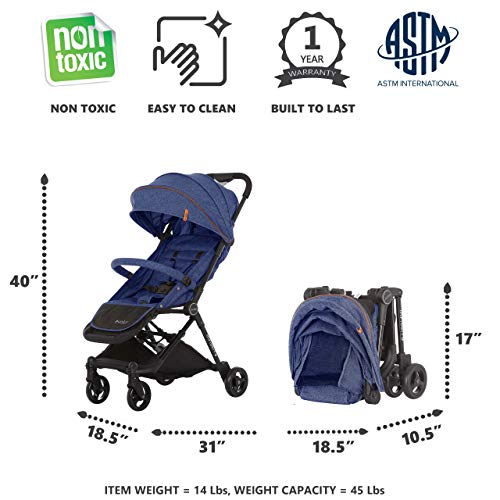 non
toxic
NON TOXIC
EASY TO CLEAN
1
YEAR
WARRANTY
BUILT TO LAST
ASTM
ASTM INTERNATIONAL
40”
18.5”
31”
18.5”
10.5”
17”
ITEM WEIGHT = 14 Lbs, WEIGHT CAPACITY = 45 Lbs